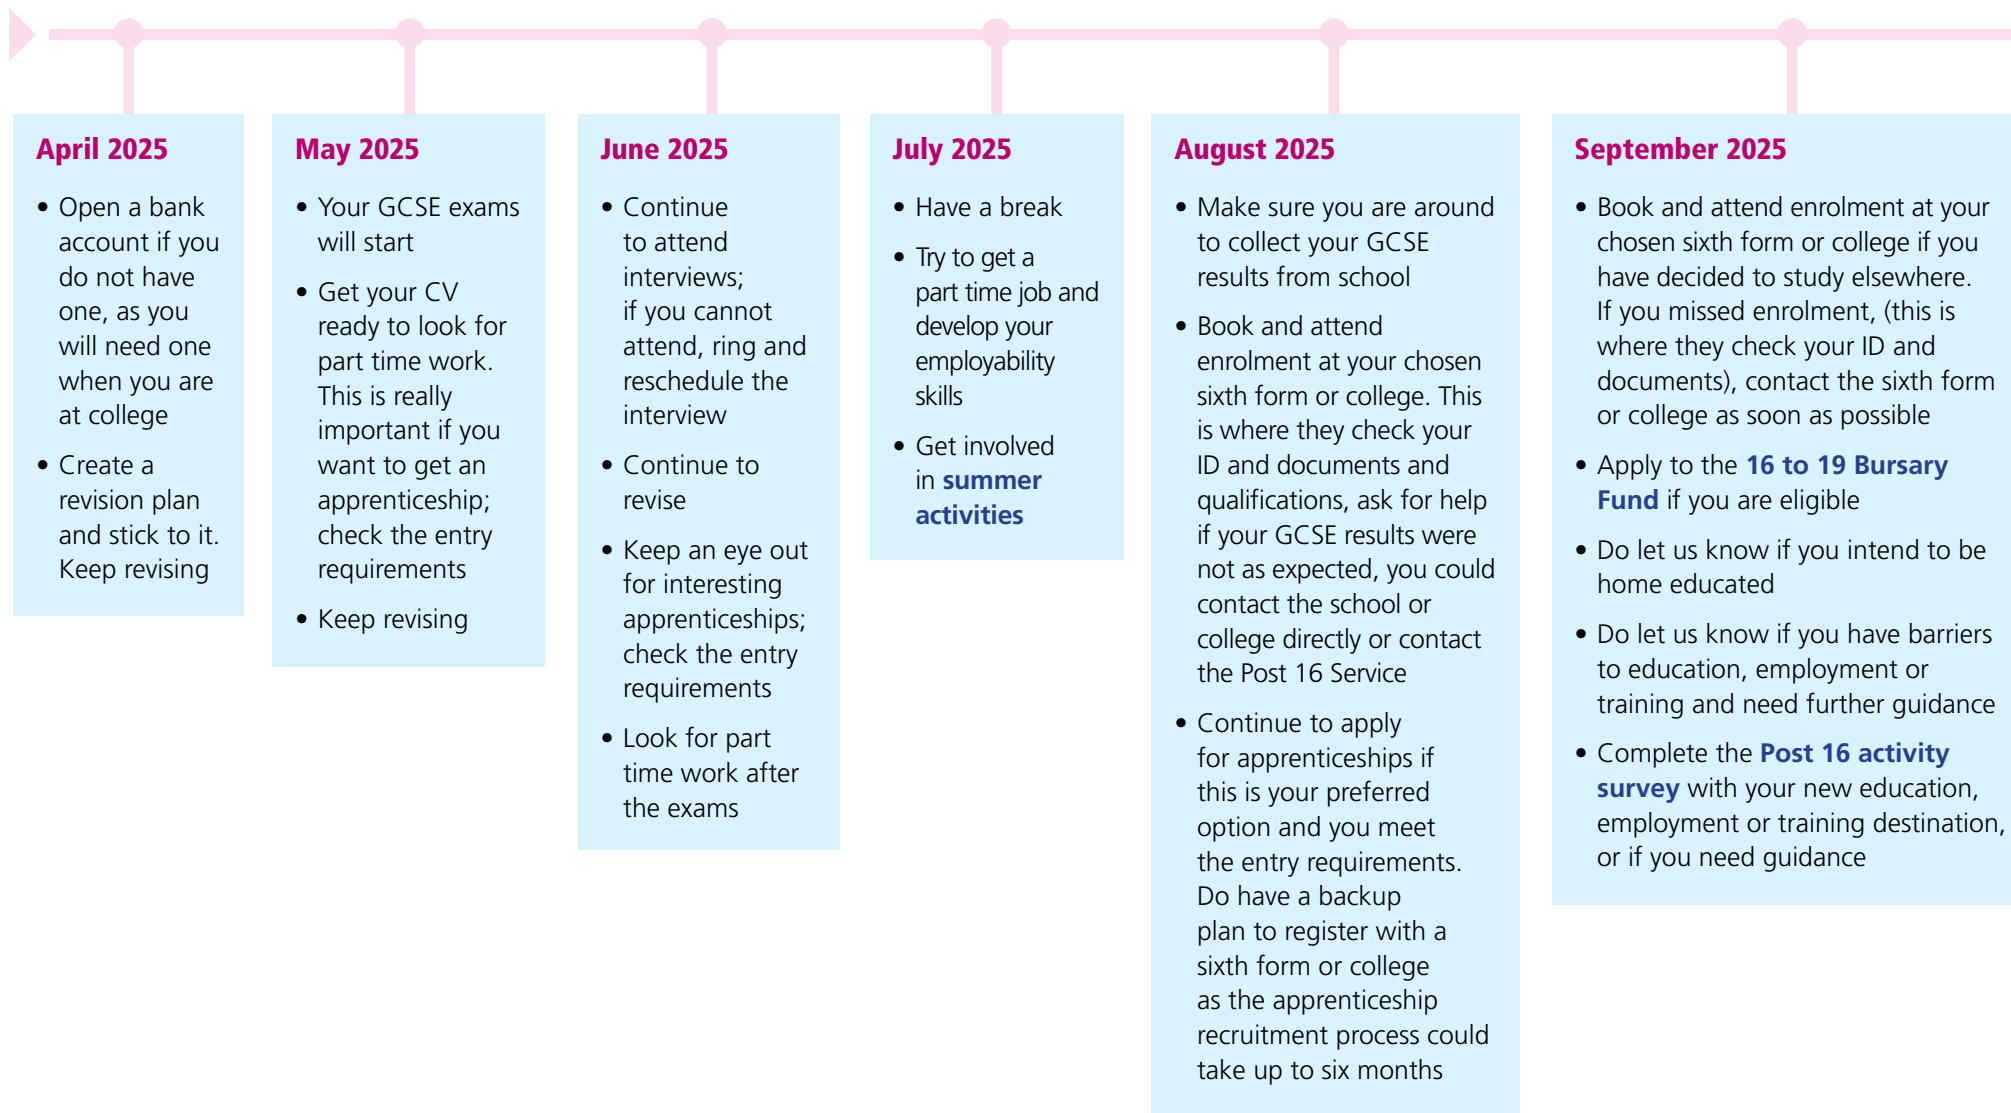 April 2025
• Open a bank
account if you
do not have
one, as you
will need one
when you are
at college
• Create a
revision plan
and stick to it.
Keep revising
May 2025
• Your GCSE exams
will start
• Get your CV
ready to look for
part time work.
This is really
important if you
want to get an
apprenticeship;
check the entry
requirements
• Keep revising
June 2025
• Continue
to attend
interviews;
if you cannot
attend, ring and
reschedule the
interview
• Continue to
revise
• Keep an eye out
for interesting
apprenticeships;
check the entry
requirements
• Look for part
time work after
the exams
July 2025
• Have a break
• Try to get a
part time job and
develop your
employability
skills
• Get involved
in summer
activities
August 2025
• Make sure you are around
to collect your GCSE
results from school
• Book and attend
enrolment at your chosen
sixth form or college. This
is where they check your
ID and documents and
qualifications, ask for help
if your GCSE results were
not as expected, you could
contact the school or
college directly or contact
the Post 16 Service
• Continue to apply
for apprenticeships if
this is your preferred
option and you meet
the entry requirements.
Do have a backup
plan to register with a
sixth form or college
as the apprenticeship
recruitment process could
take up to six months
September 2025
• Book and attend enrolment at your
chosen sixth form or college if you
have decided to study elsewhere.
If you missed enrolment, (this is
where they check your ID and
documents), contact the sixth form
or college as soon as possible
• Apply to the 16 to 19 Bursary
Fund if you are eligible
• Do let us know if you intend to be
home educated
• Do let us know if you have barriers
to education, employment or
training and need further guidance
• Complete the Post 16 activity
survey with your new education,
employment or training destination,
or if you need guidance